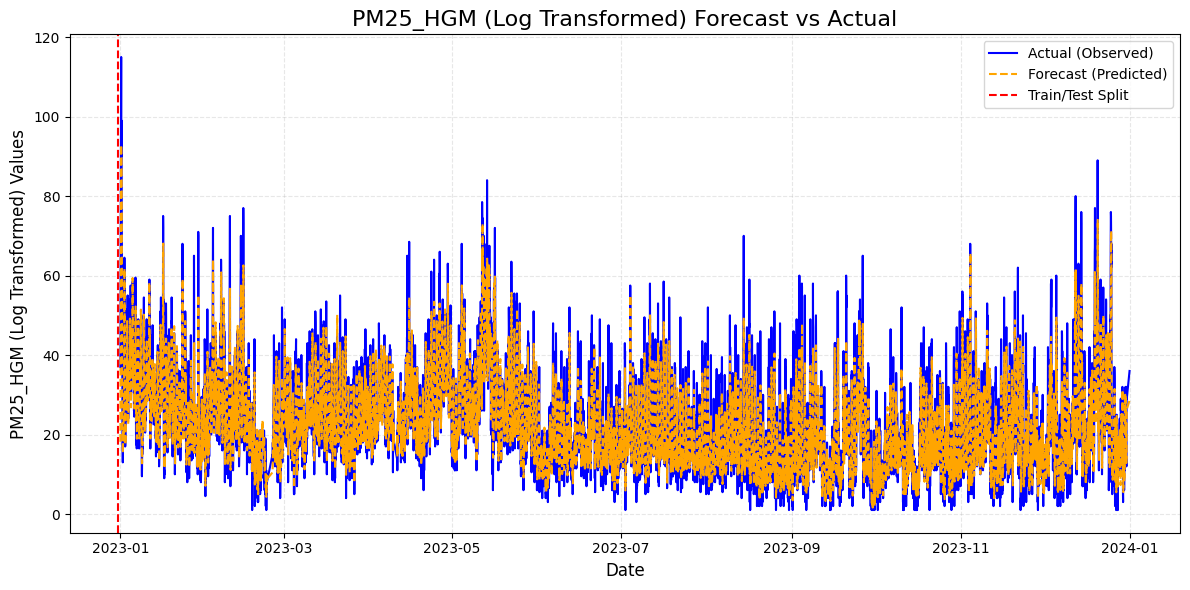 PM25_HGM (Log Transformed) Forecast vs Actual
PM25_HGM (Log Transformed) Values
120
100
80
60
40
20
0
Actual (Observed)
Forecast (Predicted)
Train/Test Split
2023-01 2023-03 2023-05 2023-07 2023-09 2023-11 2024-01
Date